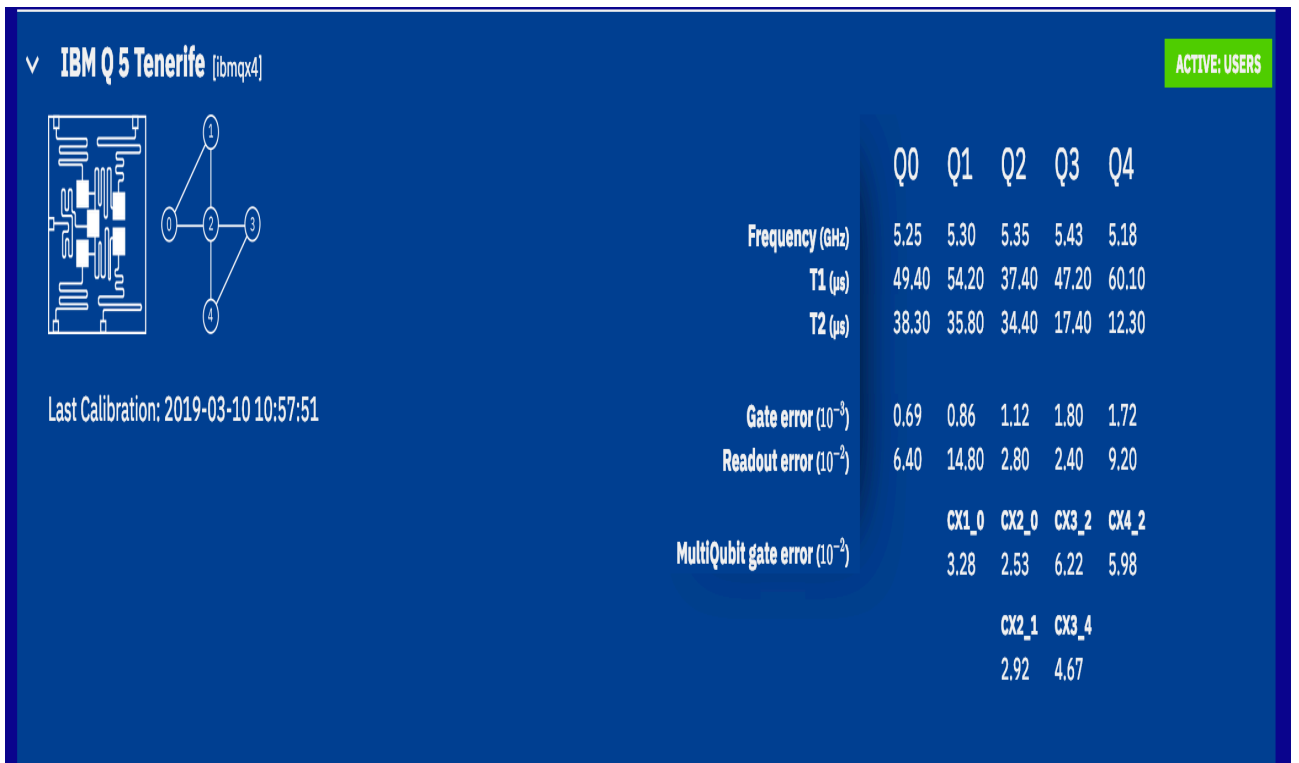 IBM Q 5 Tenerife [ibmqx4]
ACTIVE: USERS
1
0 2 3
4
Last Calibration: 2019-03-10 10:57:51
Q0 Q1 Q2 Q3 Q4
Frequency (GHz) 5.25 5.30 5.35 5.43 5.18
T1 (µs) 49.40 54.20 37.40 47.20 60.10
T2 (µs) 38.30 35.80 34.40 17.40 12.30
Gate error (10⁻³) 0.69 0.86 1.12 1.80 1.72
Readout error (10⁻²) 6.40 14.80 2.80 2.40 9.20
CX1_0 CX2_0 CX3_2 CX4_2
MultiQubit gate error (10⁻²) 3.28 2.53 6.22 5.98
CX2_1 CX3_4
2.92 4.67